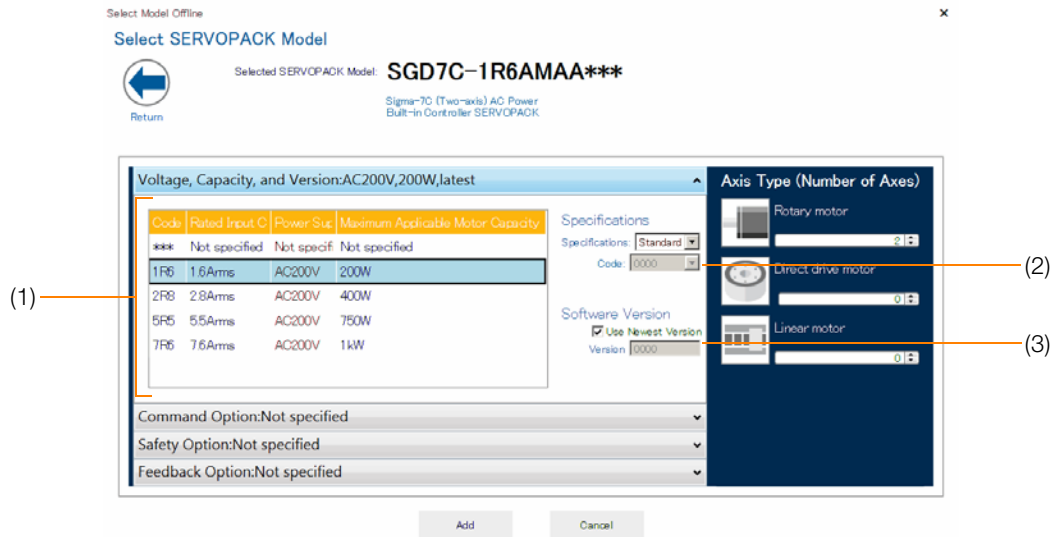 Select Model Offline
×
Select SERVOPACK Model
Selected SERVOPACK Model: SGD7C-1R6AMAA***
Sigma-7C (Two-axis) AC Power
Built-in Controller SERVOPACK
Return
Voltage, Capacity, and Version:AC200V,200W,latest
Code Rated Input C Power Sup Maximum Applicable Motor Capacity
*** Not specified Not specif Not specified
1R6 1.6Arms AC200V 200W
2R8 2.8Arms AC200V 400W
5R5 5.5Arms AC200V 750W
7R6 7.6Arms AC200V 1kW
Specifications
Specifications: Standard
Code: 0000
Software Version
Use Newest Version
Version 0000
Command Option:Not specified
Safety Option:Not specified
Feedback Option:Not specified
Axis Type (Number of Axes)
Rotary motor
2
Direct drive motor
0
Linear motor
0
(1)
(2)
(3)
Add
Cancel